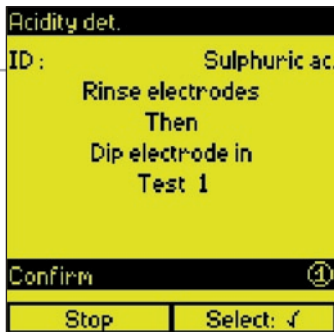 Acidity det.
ID : Sulphuric ac.
Rinse electrodes
Then
Dip electrode in
Test 1
Confirm ①
Stop Select: √